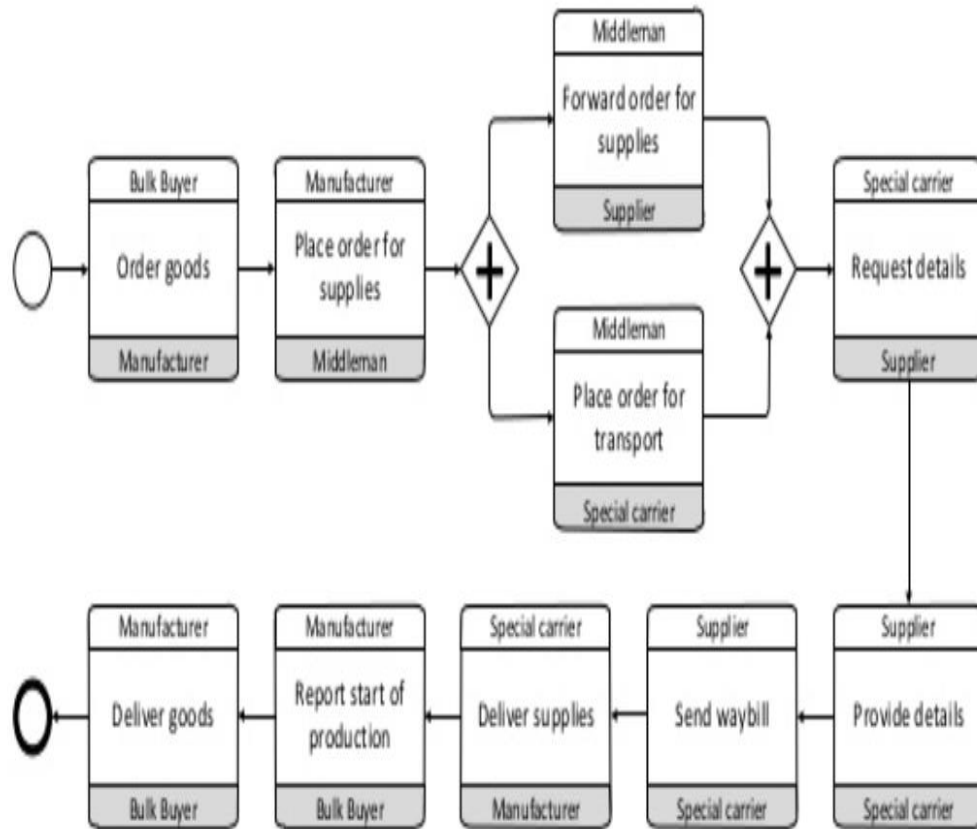 Bulk Buyer
Order goods
Manufacturer
Manufacturer
Place order for
supplies
Middleman
Middleman
Forward order for
supplies
Supplier
Middleman
Place order for
transport
Special carrier
Special carrier
Request details
Supplier
Supplier
Provide details
Special carrier
Supplier
Send waybill
Special carrier
Special carrier
Deliver supplies
Manufacturer
Manufacturer
Report start of
production
Bulk Buyer
Manufacturer
Deliver goods
Bulk Buyer